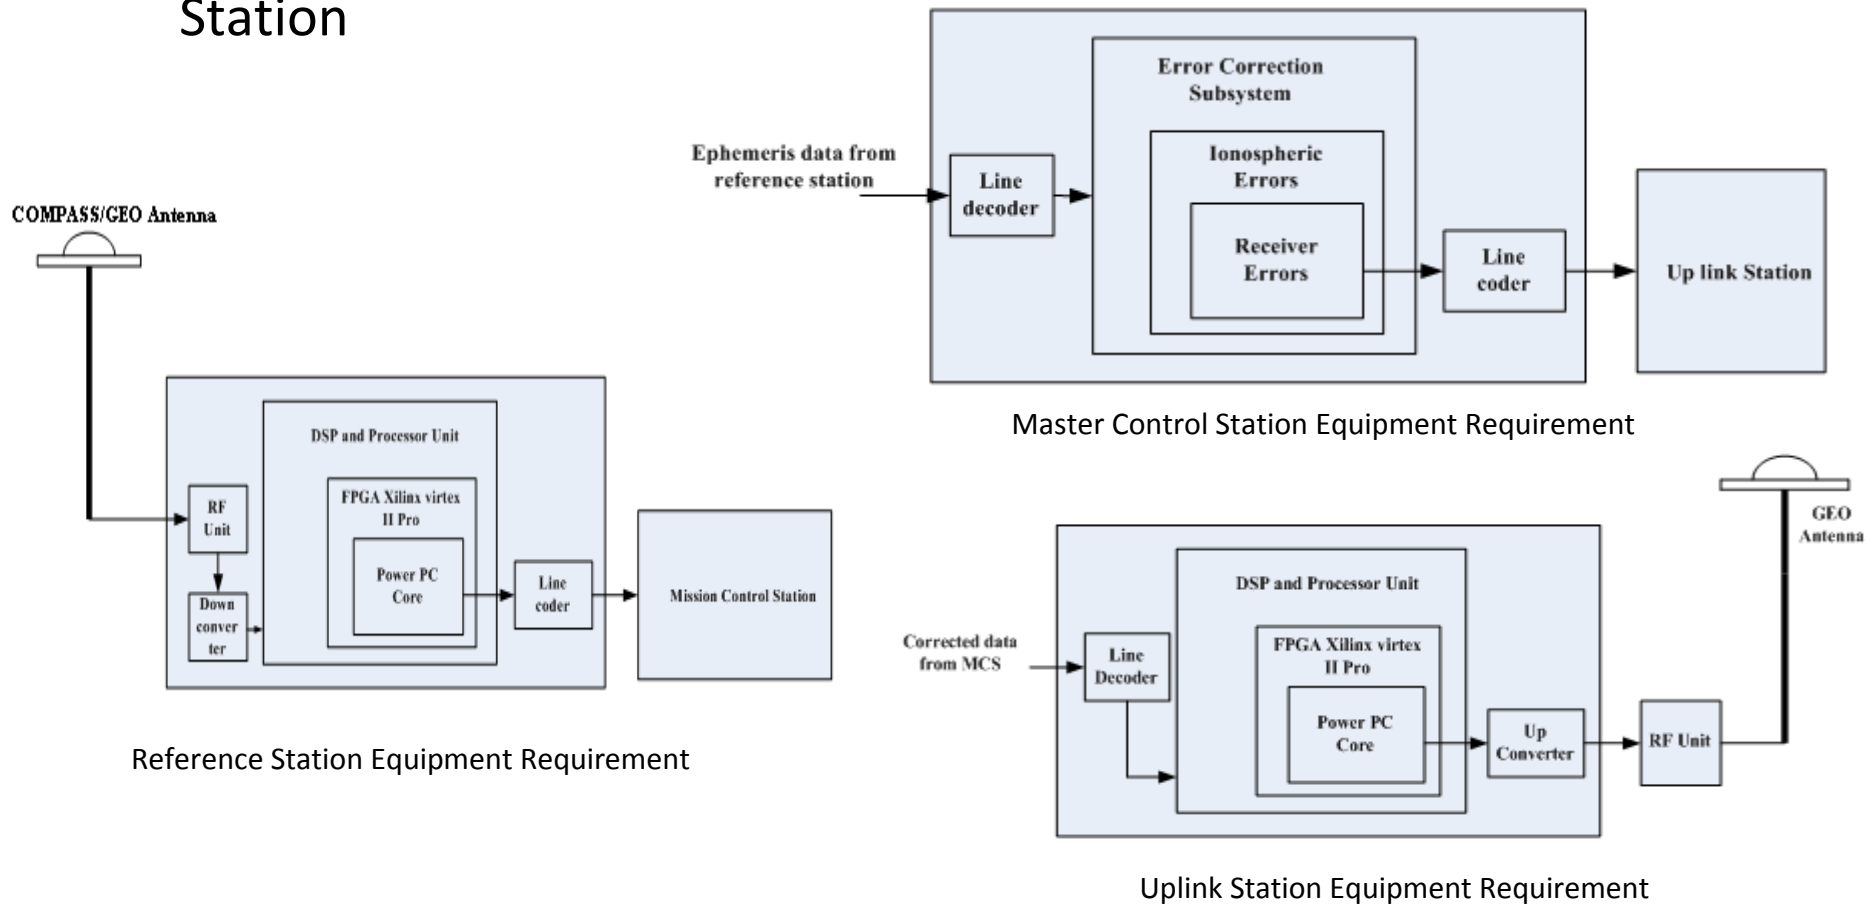 Station
Error Correction
Subsystem
Ephemeris data from
reference station
Line
decoder
Ionospheric
Errors
Receiver
Errors
Line
coder
Up link Station
Master Control Station Equipment Requirement
COMPASS/GEO Antenna
DSP and Processor Unit
RF
Unit
FPGA Xilinx virtex
II Pro
Down
conver
ter
Power PC
Core
Line
coder
Mission Control Station
Reference Station Equipment Requirement
GEO
Antenna
DSP and Processor Unit
Corrected data
from MCS
Line
Decoder
FPGA Xilinx virtex
II Pro
Power PC
Core
Up
Converter
RF Unit
Uplink Station Equipment Requirement